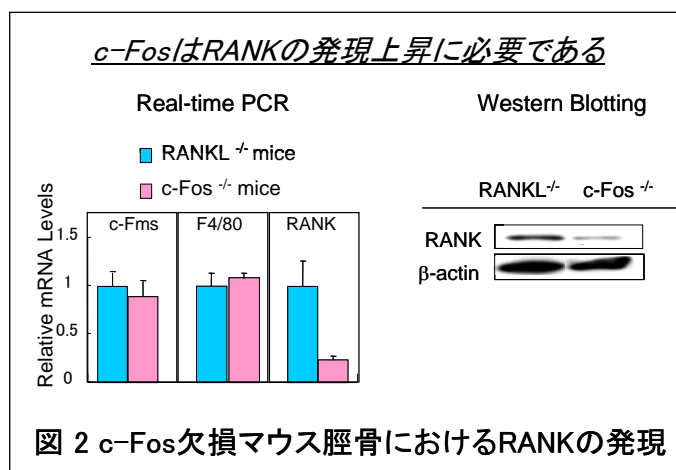 c-FosはRANKの発現上昇に必要である
Real-time PCR
RANKL -/- mice
c-Fos -/- mice
Relative mRNA Levels
1.5
1
0.5
0
c-Fms
F4/80
RANK
Western Blotting
RANKL-/- c-Fos -/-
RANK
β-actin
図 2 c-Fos欠損マウス脛骨におけるRANKの発現